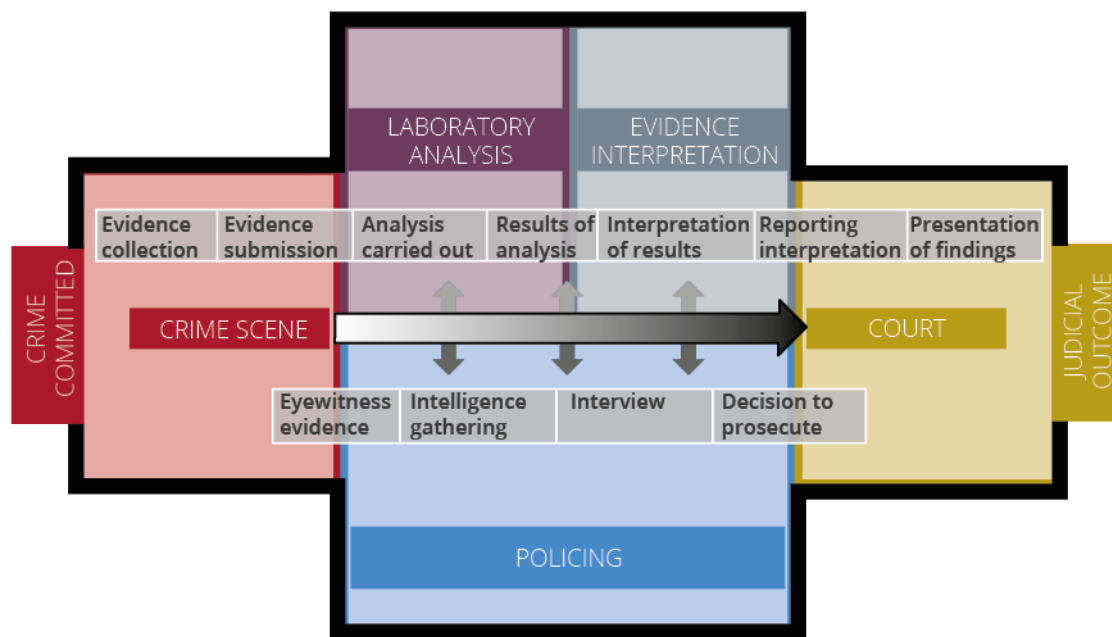 LABORATORY
ANALYSIS
EVIDENCE
INTERPRETATION
Evidence
collection
Evidence
submission
Analysis
carried out
Results of
analysis
Interpretation
of results
Reporting
interpretation
Presentation
of findings
CRIME
COMMITTED
CRIME SCENE
COURT
JUDICIAL
OUTCOME
Eyewitness
evidence
Intelligence
gathering
Interview
Decision to
prosecute
POLICING